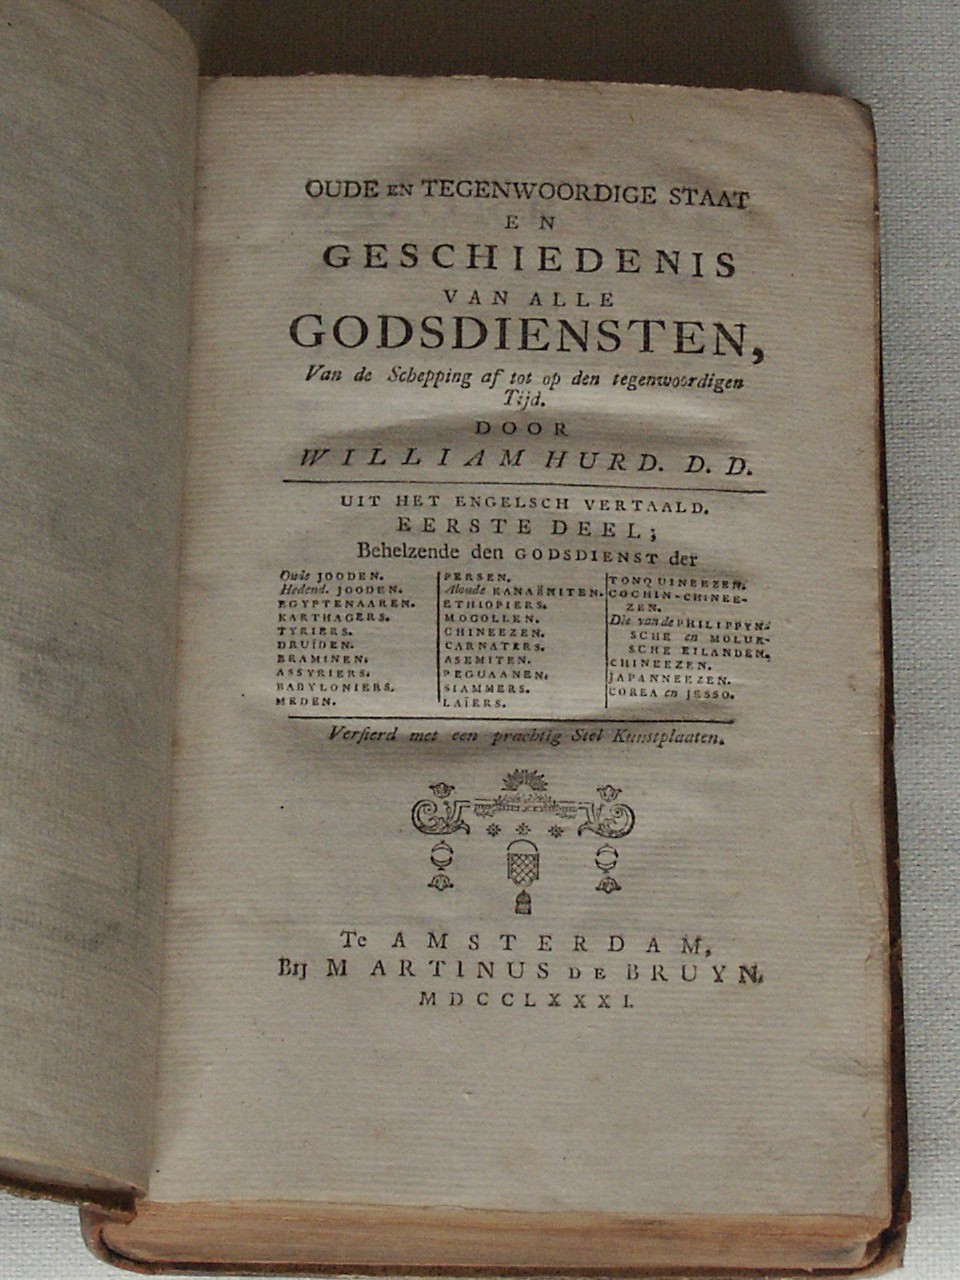 OUDE EN TEGENWOORDIGE STAAT
EN
GESCHIEDENIS
VAN ALLE
GODSDIENSTEN,
Van de Schepping af tot op den tegenwoordigen
Tijd.
DOOR
WILLIAM HURD. D. D.
UIT HET ENGELSCH VERTAALD.
EERSTE DEEL;
Behelzende den GODSDIENST der
Oude JOODEN.
Hedend. JOODEN.
EGYPTENAAREN.
KARTHAGERS.
TYRIERS.
DRUÏDEN.
BRAMINEN.
ASSYRIERS.
BABYLONIERS.
MEDEN.
PERSEN.
Aloude KANAÄNITEN.
ETHIOPIERS.
MOGOLLEN.
CHINEEZEN.
CARNATERS.
ASEMITEN.
PEGUAANEN.
SIAMMERS.
LAÏERS.
TONQUINEEZEN.
COCHIN-CHINEE-
ZEN.
Die van de PHILIPPYN-
SCHE en MOLUK-
SCHE EILANDEN.
CHINEEZEN.
JAPANNEEZEN.
COREA en JESSO.
Versierd met een prachtig Stel Kunstplaaten.
Te AMSTERDAM,
Bij MARTINUS DE BRUYN.
MDCCLXXXI.